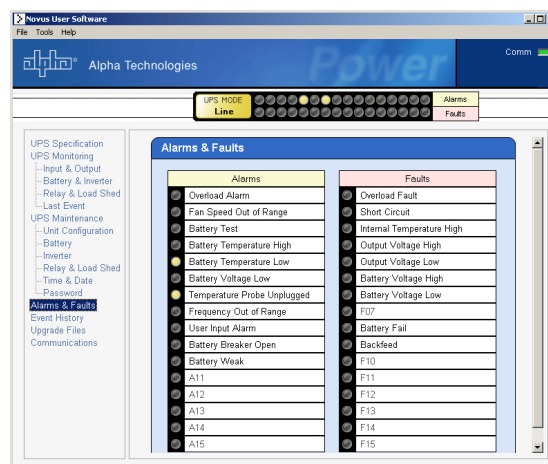 Novus User Software
File Tools Help
Alpha Technologies
Power
Comm
UPS MODE
Line
Alarms
Faults
UPS Specification
UPS Monitoring
Input & Output
Battery & Inverter
Relay & Load Shed
Last Event
UPS Maintenance
Unit Configuration
Battery
Inverter
Relay & Load Shed
Time & Date
Password
Alarms & Faults
Event History
Upgrade Files
Communications
Alarms & Faults
Alarms
Overload Alarm
Fan Speed Out of Range
Battery Test
Battery Temperature High
Battery Temperature Low
Battery Voltage Low
Temperature Probe Unplugged
Frequency Out of Range
User Input Alarm
Battery Breaker Open
Battery Weak
A11
A12
A13
A14
A15
Faults
Overload Fault
Short Circuit
Internal Temperature High
Output Voltage High
Output Voltage Low
Battery Voltage High
Battery Voltage Low
F07
Battery Fail
Backfeed
F10
F11
F12
F13
F14
F15